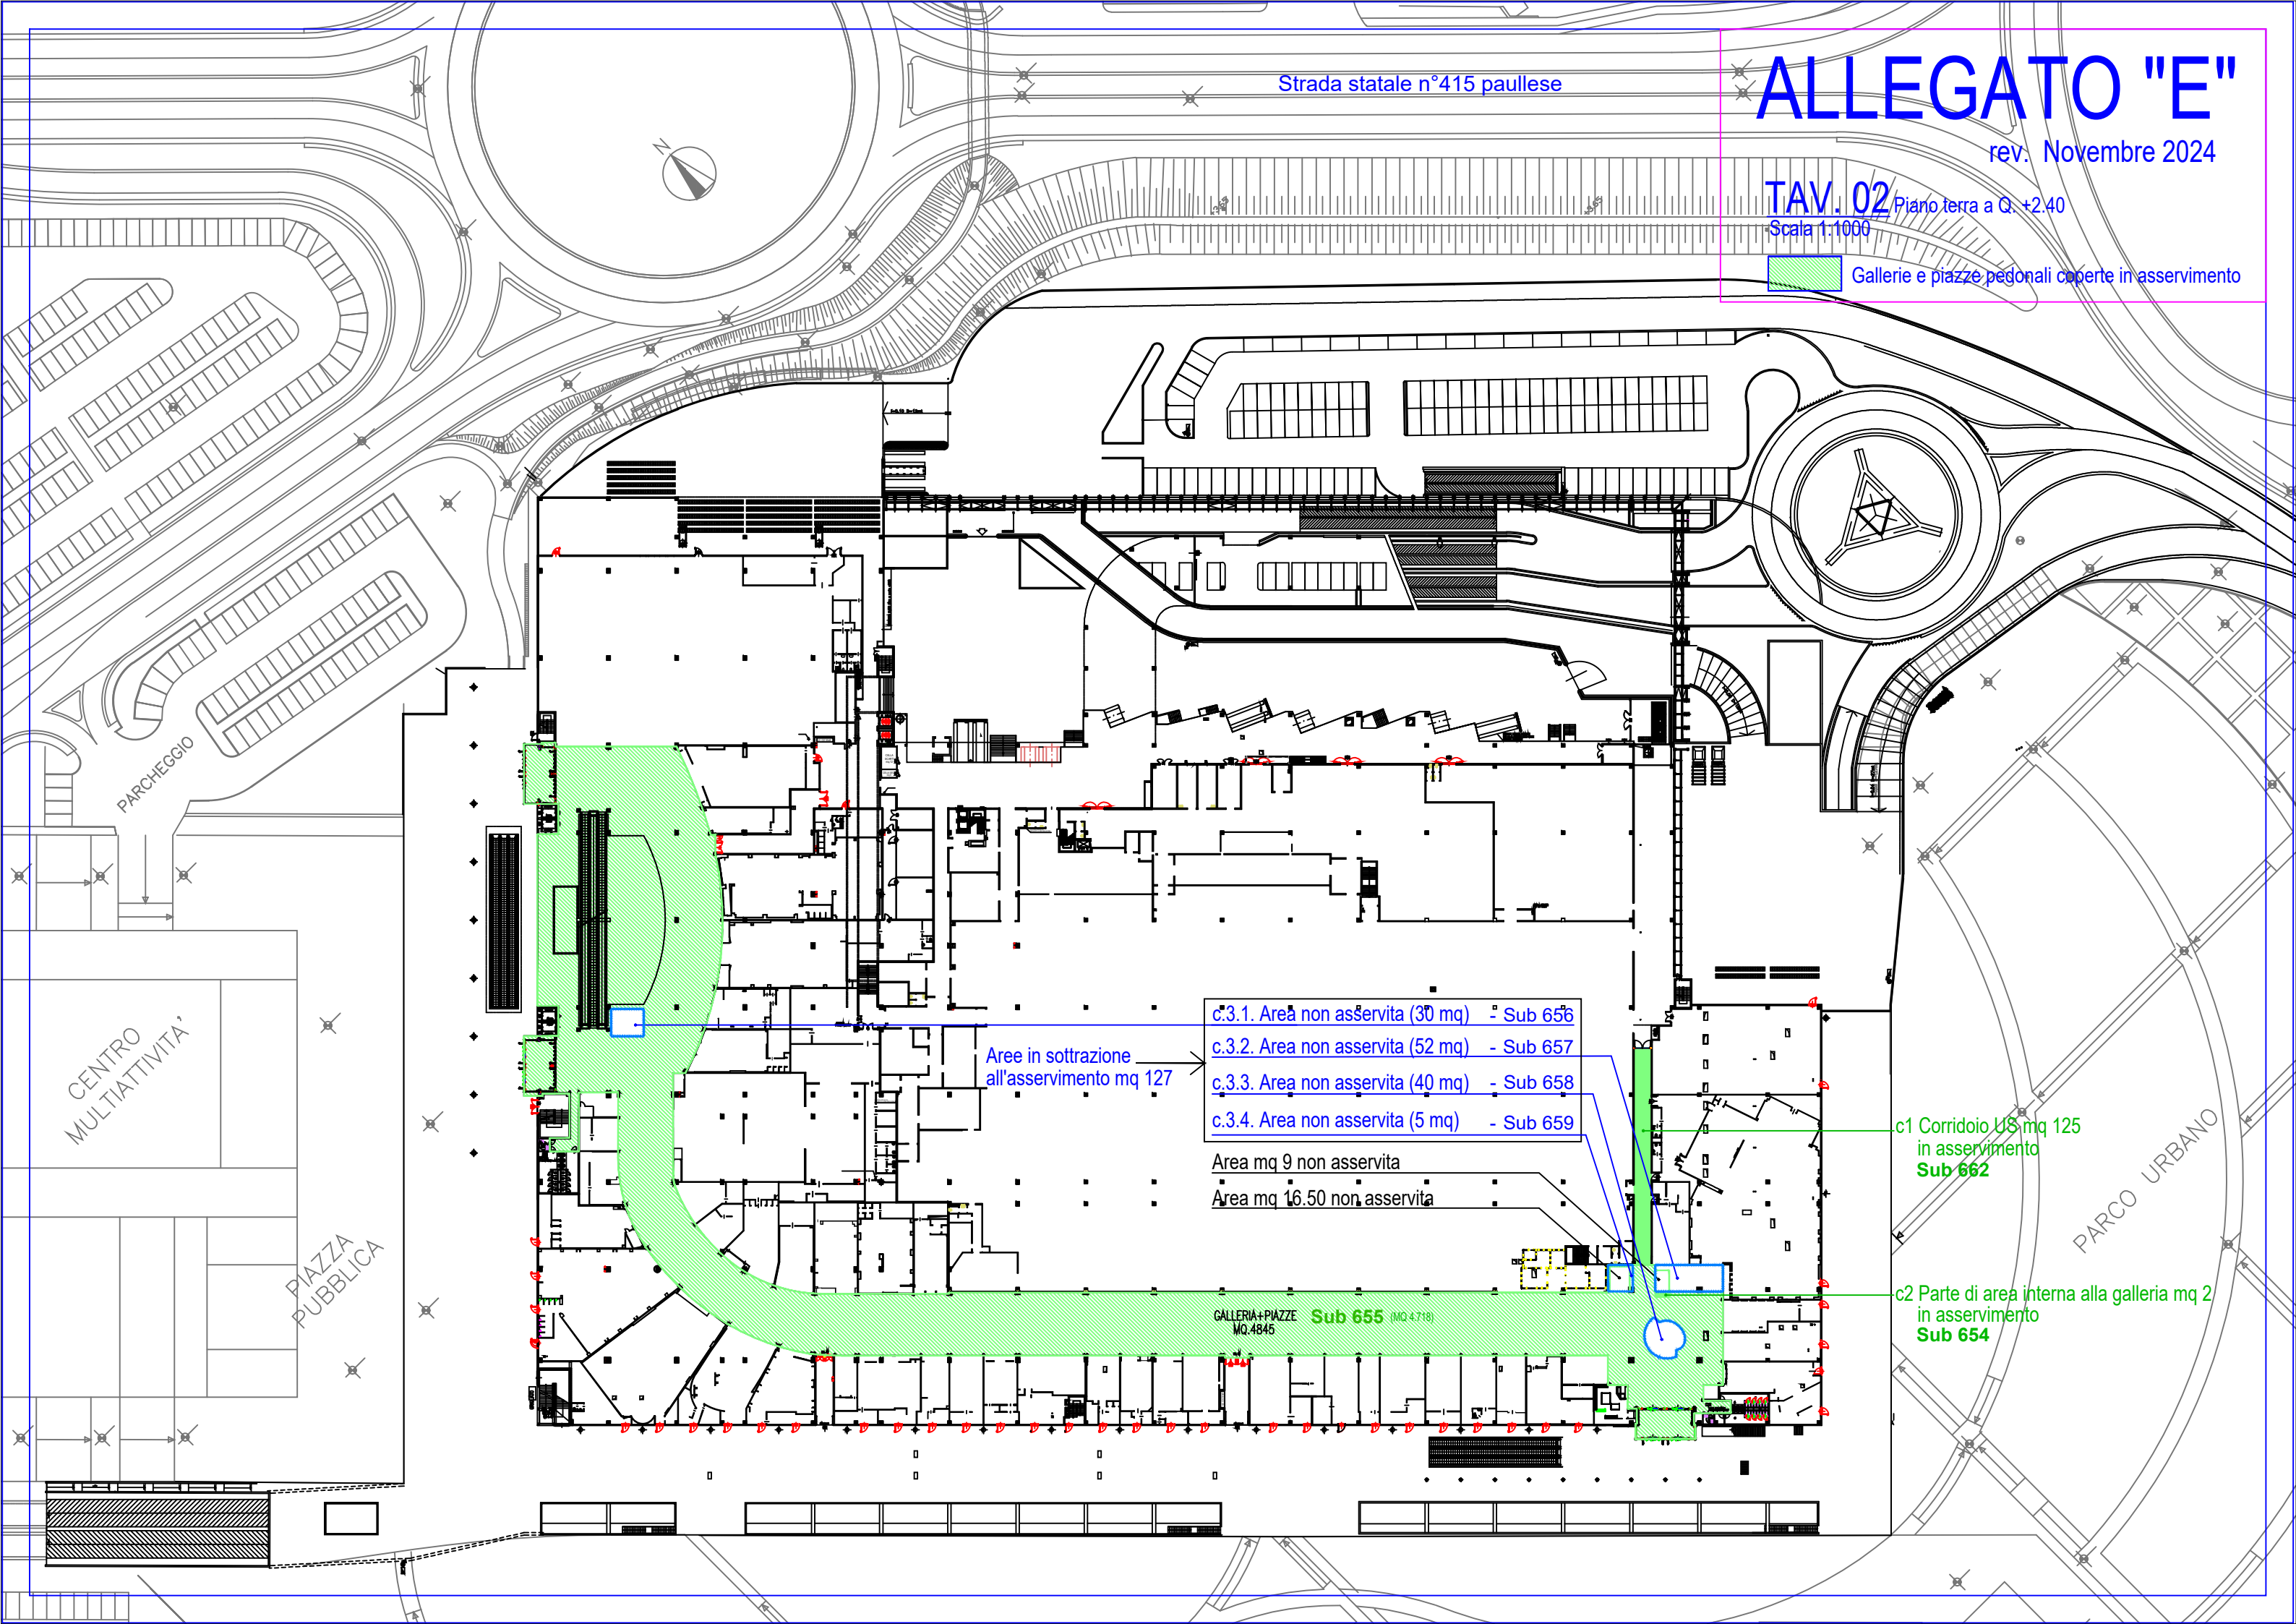 Strada statale n°415 paullese
ALLEGATO "E"
rev. Novembre 2024
TAV. 02 Piano terra a Q. +2.40
Scala 1:1000
Gallerie e piazze pedonali coperte in asservimento
N
PARCHEGGIO
CENTRO
MULTIATTIVITA'
PIAZZA
PUBBLICA
PARCO URBANO
Aree in sottrazione
all'asservimento mq 127
c.3.1. Area non asservita (30 mq) - Sub 656
c.3.2. Area non asservita (52 mq) - Sub 657
c.3.3. Area non asservita (40 mq) - Sub 658
c.3.4. Area non asservita (5 mq) - Sub 659
Area mq 9 non asservita
Area mq 16.50 non asservita
c1 Corridoio US mq 125
in asservimento
Sub 662
c2 Parte di area interna alla galleria mq 2
in asservimento
Sub 654
GALLERIA+PIAZZE
MQ.4845
Sub 655 (MQ 4.718)